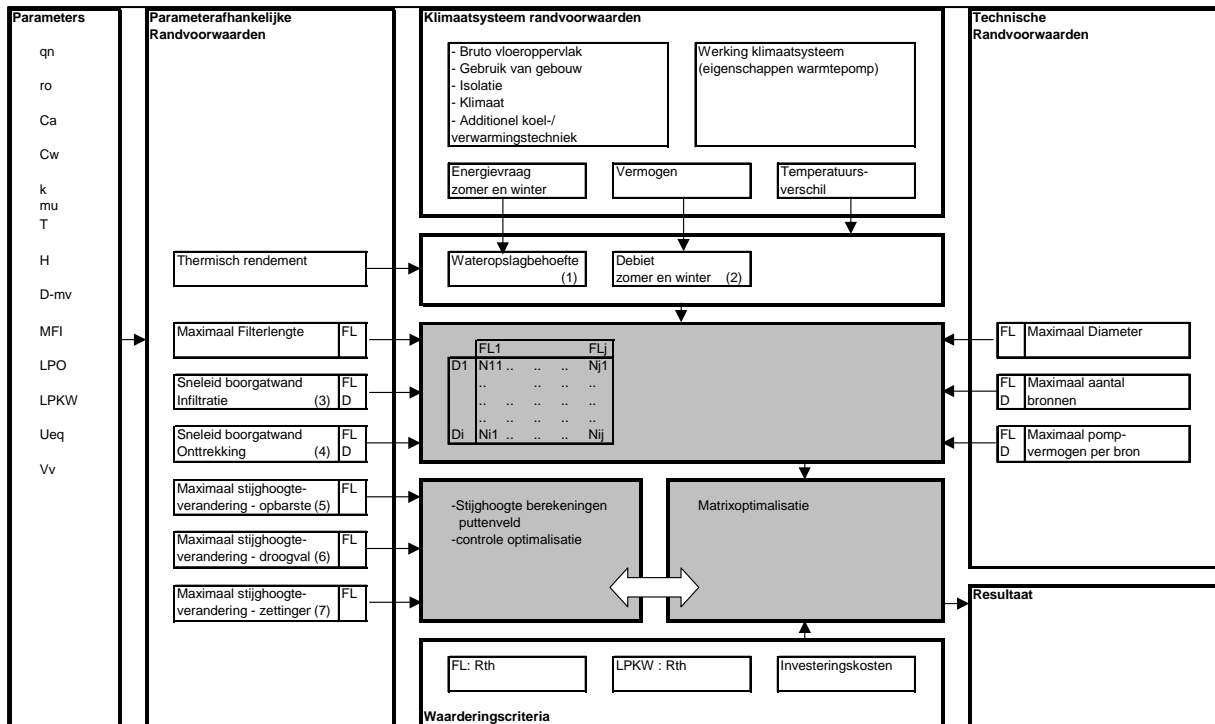 Parameters
qn
ro
Ca
Cw
k
mu
T
H
D-mv
MFI
LPO
LPKW
Ueq
Vv
Parameterafhankelijke
Randvoorwaarden
Thermisch rendement
Maximaal Filterlengte FL
Sneleid boorgatwand FL
Infiltratie (3) D
Sneleid boorgatwand FL
Onttrekking (4) D
Maximaal stijghoogte- FL
verandering - opbarste (5)
Maximaal stijghoogte- FL
verandering - droogval (6)
Maximaal stijghoogte- FL
verandering - zettinger (7)
Klimaatsysteem randvoorwaarden
- Bruto vloeroppervlak
- Gebruik van gebouw
- Isolatie
- Klimaat
- Additionel koel-/
verwarmingstechniek
Werking klimaatsysteem
(eigenschappen warmtepomp)
Energievraag
zomer en winter
Vermogen
Temperatuurs-
verschil
Wateropslagbehoefte
(1)
Debiet
zomer en winter (2)
FL1 FLj
D1 N11 .. .. .. Nj1
.. .. .. ..
.. .. .. .. ..
.. .. .. .. ..
Di Ni1 .. .. .. Nij
-Stijghoogte berekeningen
puttenveld
-controle optimalisatie
Matrixoptimalisatie
FL: Rth
LPKW : Rth
Investeringskosten
Waarderingscriteria
Technische
Randvoorwaarden
FL Maximaal Diameter
FL Maximaal aantal
D bronnen
FL Maximaal pomp-
D vermogen per bron
Resultaat